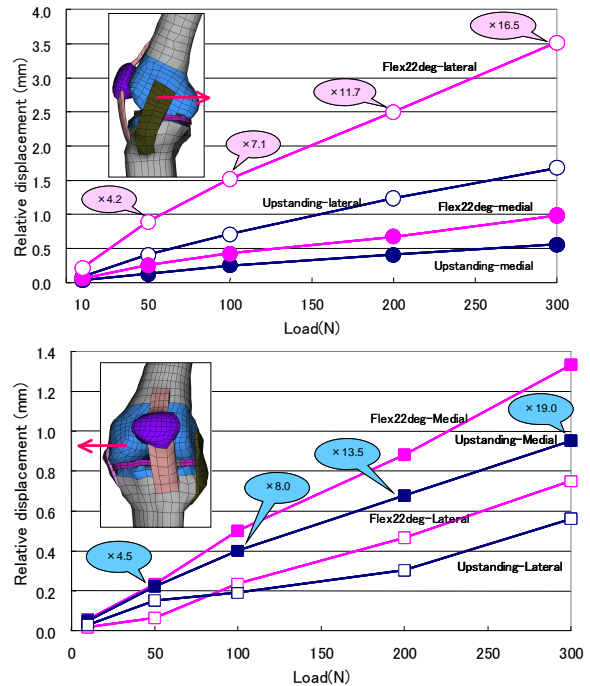 4.0
3.5
3.0
2.5
2.0
1.5
1.0
0.5
0.0
Relative displacement (mm)
×16.5
Flex22deg-lateral
×11.7
×7.1
×4.2
Upstanding-lateral
Flex22deg-medial
Upstanding-medial
10 50 100 150 200 250 300
Load(N)
1.4
1.2
1.0
0.8
0.6
0.4
0.2
0.0
Relative displacement (mm)
Flex22deg-Medial
×19.0
Upstanding-Medial
×13.5
×8.0
Flex22deg-Lateral
×4.5
Upstanding-Lateral
0 50 100 150 200 250 300
Load(N)